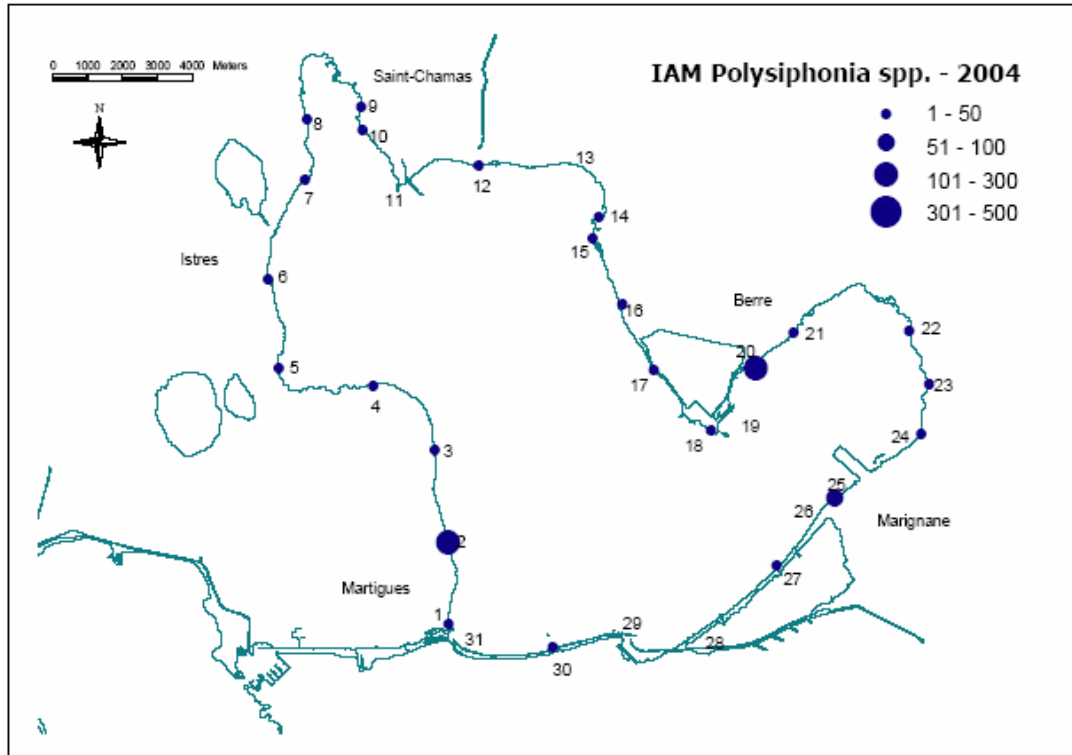 0 1000 2000 3000 4000 Meters
N
Saint-Chamas
IAM Polysiphonia spp. - 2004
1 - 50
51 - 100
101 - 300
301 - 500
9
8
10
13
12
7
11
14
15
Istres
6
16
Berre
22
21
20
5
17
23
4
19
18
24
3
25
26
Marignane
2
27
Martigues
1
29
31
28
30